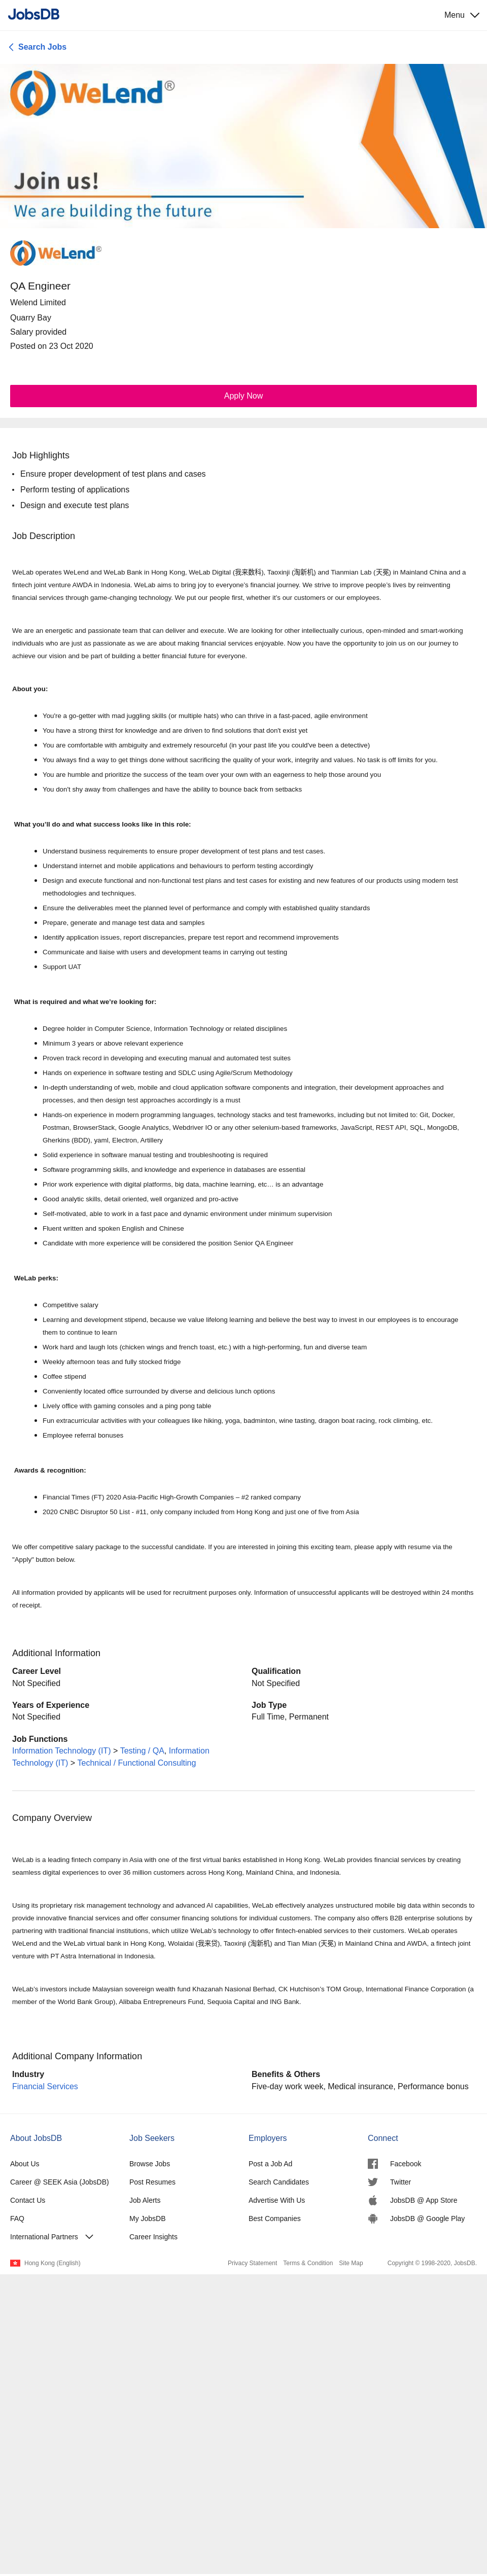 JobsDB
Menu
Search Jobs
WeLend®
Join us!
We are building the future
WeLend®
QA Engineer
Welend Limited
Quarry Bay
Salary provided
Posted on 23 Oct 2020
Apply Now
Job Highlights
• Ensure proper development of test plans and cases
• Perform testing of applications
• Design and execute test plans
Job Description
WeLab operates WeLend and WeLab Bank in Hong Kong, WeLab Digital (我来数科), Taoxinji (淘新机) and Tianmian Lab (天冕) in Mainland China and a
fintech joint venture AWDA in Indonesia. WeLab aims to bring joy to everyone's financial journey. We strive to improve people's lives by reinventing
financial services through game-changing technology. We put our people first, whether it's our customers or our employees.
We are an energetic and passionate team that can deliver and execute. We are looking for other intellectually curious, open-minded and smart-working
individuals who are just as passionate as we are about making financial services enjoyable. Now you have the opportunity to join us on our journey to
achieve our vision and be part of building a better financial future for everyone.
About you:
• You're a go-getter with mad juggling skills (or multiple hats) who can thrive in a fast-paced, agile environment
• You have a strong thirst for knowledge and are driven to find solutions that don't exist yet
• You are comfortable with ambiguity and extremely resourceful (in your past life you could've been a detective)
• You always find a way to get things done without sacrificing the quality of your work, integrity and values. No task is off limits for you.
• You are humble and prioritize the success of the team over your own with an eagerness to help those around you
• You don't shy away from challenges and have the ability to bounce back from setbacks
What you'll do and what success looks like in this role:
• Understand business requirements to ensure proper development of test plans and test cases.
• Understand internet and mobile applications and behaviours to perform testing accordingly
• Design and execute functional and non-functional test plans and test cases for existing and new features of our products using modern test
methodologies and techniques.
• Ensure the deliverables meet the planned level of performance and comply with established quality standards
• Prepare, generate and manage test data and samples
• Identify application issues, report discrepancies, prepare test report and recommend improvements
• Communicate and liaise with users and development teams in carrying out testing
• Support UAT
What is required and what we're looking for:
• Degree holder in Computer Science, Information Technology or related disciplines
• Minimum 3 years or above relevant experience
• Proven track record in developing and executing manual and automated test suites
• Hands on experience in software testing and SDLC using Agile/Scrum Methodology
• In-depth understanding of web, mobile and cloud application software components and integration, their development approaches and
processes, and then design test approaches accordingly is a must
• Hands-on experience in modern programming languages, technology stacks and test frameworks, including but not limited to: Git, Docker,
Postman, BrowserStack, Google Analytics, Webdriver IO or any other selenium-based frameworks, JavaScript, REST API, SQL, MongoDB,
Gherkins (BDD), yaml, Electron, Artillery
• Solid experience in software manual testing and troubleshooting is required
• Software programming skills, and knowledge and experience in databases are essential
• Prior work experience with digital platforms, big data, machine learning, etc… is an advantage
• Good analytic skills, detail oriented, well organized and pro-active
• Self-motivated, able to work in a fast pace and dynamic environment under minimum supervision
• Fluent written and spoken English and Chinese
• Candidate with more experience will be considered the position Senior QA Engineer
WeLab perks:
• Competitive salary
• Learning and development stipend, because we value lifelong learning and believe the best way to invest in our employees is to encourage
them to continue to learn
• Work hard and laugh lots (chicken wings and french toast, etc.) with a high-performing, fun and diverse team
• Weekly afternoon teas and fully stocked fridge
• Coffee stipend
• Conveniently located office surrounded by diverse and delicious lunch options
• Lively office with gaming consoles and a ping pong table
• Fun extracurricular activities with your colleagues like hiking, yoga, badminton, wine tasting, dragon boat racing, rock climbing, etc.
• Employee referral bonuses
Awards & recognition:
• Financial Times (FT) 2020 Asia-Pacific High-Growth Companies – #2 ranked company
• 2020 CNBC Disruptor 50 List - #11, only company included from Hong Kong and just one of five from Asia
We offer competitive salary package to the successful candidate. If you are interested in joining this exciting team, please apply with resume via the
"Apply" button below.
All information provided by applicants will be used for recruitment purposes only. Information of unsuccessful applicants will be destroyed within 24 months
of receipt.
Additional Information
Career Level
Not Specified
Qualification
Not Specified
Years of Experience
Not Specified
Job Type
Full Time, Permanent
Job Functions
Information Technology (IT) > Testing / QA, Information
Technology (IT) > Technical / Functional Consulting
Company Overview
WeLab is a leading fintech company in Asia with one of the first virtual banks established in Hong Kong. WeLab provides financial services by creating
seamless digital experiences to over 36 million customers across Hong Kong, Mainland China, and Indonesia.
Using its proprietary risk management technology and advanced AI capabilities, WeLab effectively analyzes unstructured mobile big data within seconds to
provide innovative financial services and offer consumer financing solutions for individual customers. The company also offers B2B enterprise solutions by
partnering with traditional financial institutions, which utilize WeLab's technology to offer fintech-enabled services to their customers. WeLab operates
WeLend and the WeLab virtual bank in Hong Kong, Wolaidai (我来贷), Taoxinji (淘新机) and Tian Mian (天冕) in Mainland China and AWDA, a fintech joint
venture with PT Astra International in Indonesia.
WeLab's investors include Malaysian sovereign wealth fund Khazanah Nasional Berhad, CK Hutchison's TOM Group, International Finance Corporation (a
member of the World Bank Group), Alibaba Entrepreneurs Fund, Sequoia Capital and ING Bank.
Additional Company Information
Industry
Financial Services
Benefits & Others
Five-day work week, Medical insurance, Performance bonus
About JobsDB
About Us
Career @ SEEK Asia (JobsDB)
Contact Us
FAQ
International Partners
Job Seekers
Browse Jobs
Post Resumes
Job Alerts
My JobsDB
Career Insights
Employers
Post a Job Ad
Search Candidates
Advertise With Us
Best Companies
Connect
Facebook
Twitter
JobsDB @ App Store
JobsDB @ Google Play
Hong Kong (English)
Privacy Statement Terms & Condition Site Map Copyright © 1998-2020, JobsDB.